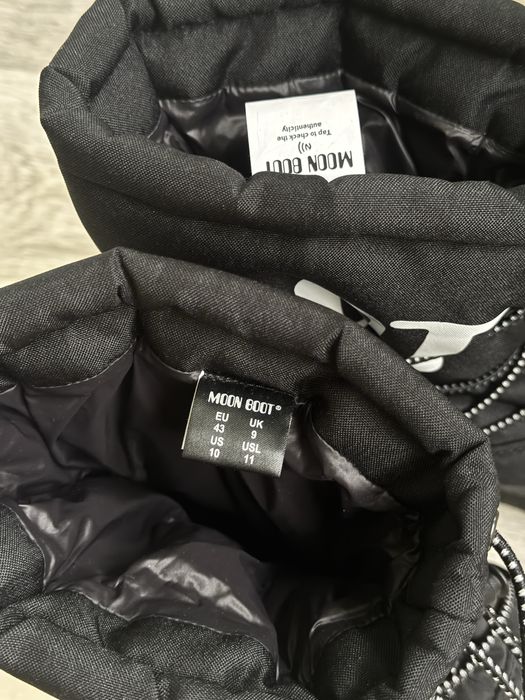 MOON BOOT
N))
Tap to check the
authenticity
MOON BOOT®
EU UK
43 9
US USL
10 11